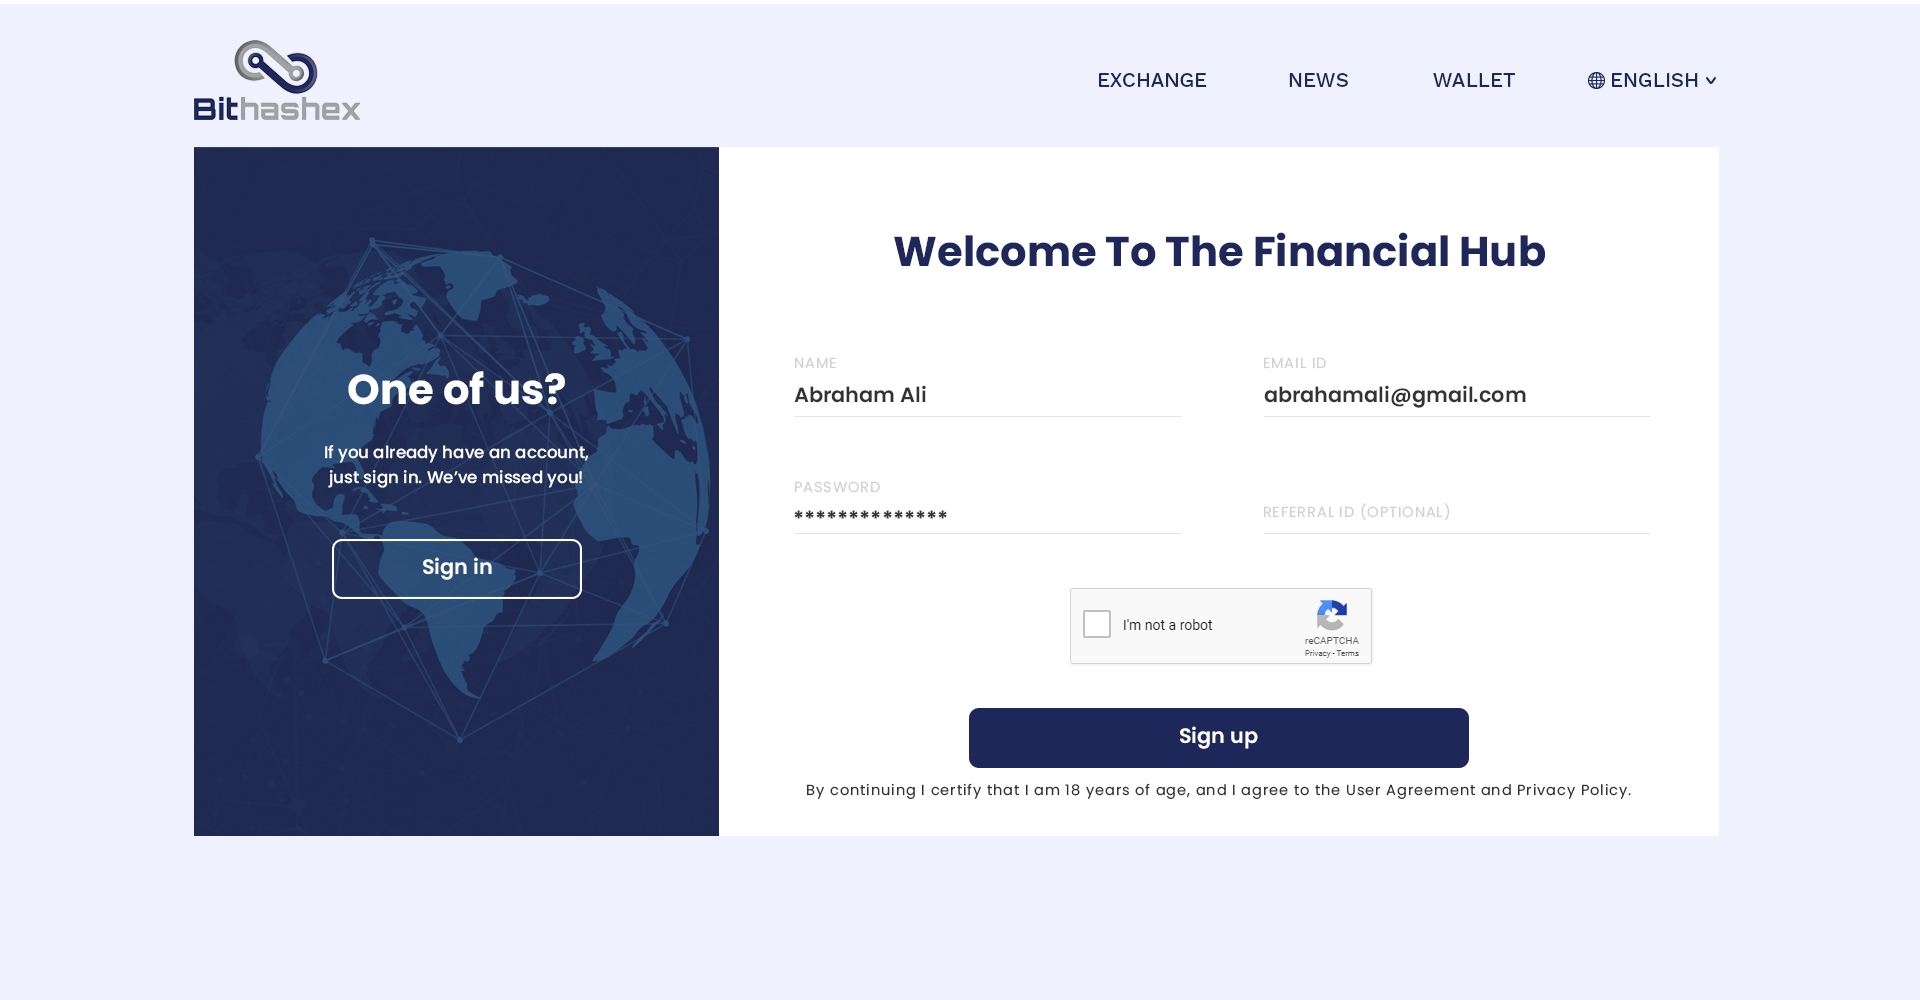 Bithashex
EXCHANGE
NEWS
WALLET
ENGLISH
One of us?
If you already have an account,
just sign in. We’ve missed you!
Sign in
Welcome To The Financial Hub
NAME
Abraham Ali
EMAIL ID
abrahamali@gmail.com
PASSWORD
**************
REFERRAL ID (OPTIONAL)
I'm not a robot
reCAPTCHA
Privacy - Terms
Sign up
By continuing I certify that I am 18 years of age, and I agree to the User Agreement and Privacy Policy.